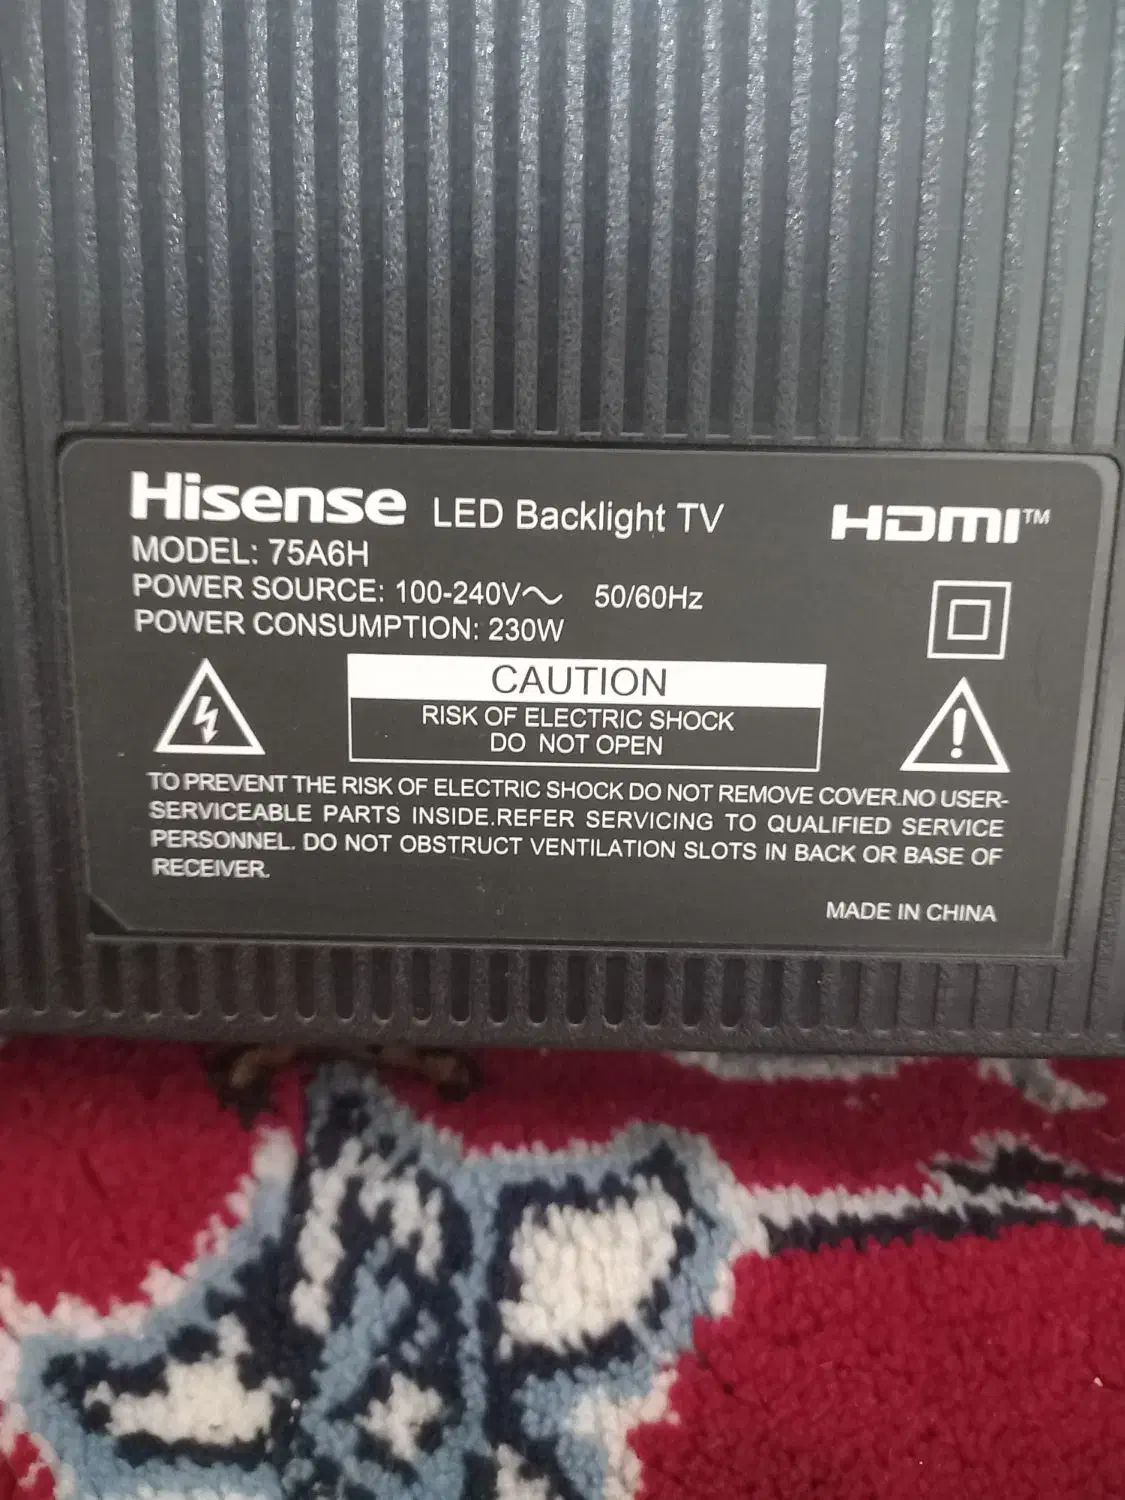 Hisense LED Backlight TV HDMI™
MODEL: 75A6H
POWER SOURCE: 100-240V～ 50/60Hz
POWER CONSUMPTION: 230W
CAUTION
RISK OF ELECTRIC SHOCK
DO NOT OPEN
TO PREVENT THE RISK OF ELECTRIC SHOCK DO NOT REMOVE COVER.NO USER-
SERVICEABLE PARTS INSIDE.REFER SERVICING TO QUALIFIED SERVICE
PERSONNEL. DO NOT OBSTRUCT VENTILATION SLOTS IN BACK OR BASE OF
RECEIVER.
MADE IN CHINA